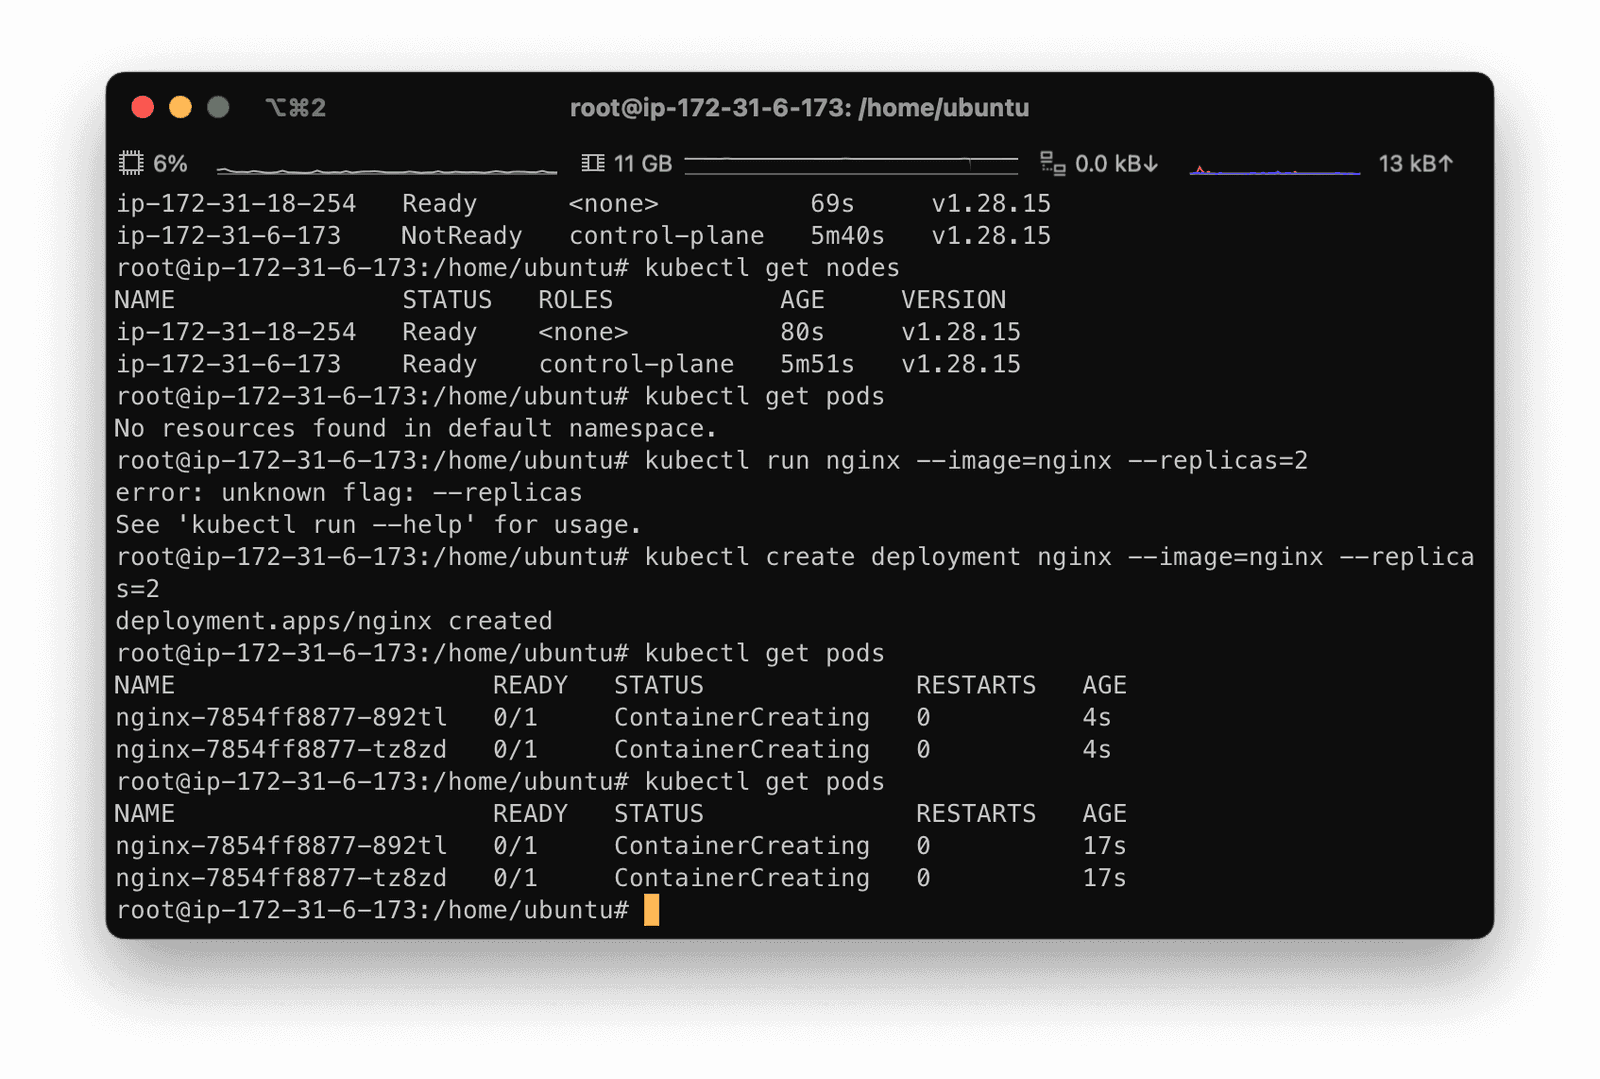 ⌥⌘2 root@ip-172-31-6-173: /home/ubuntu
6% 11 GB 0.0 kB↓ 13 kB↑
ip-172-31-18-254   Ready      <none>          69s     v1.28.15
ip-172-31-6-173    NotReady   control-plane   5m40s   v1.28.15
root@ip-172-31-6-173:/home/ubuntu# kubectl get nodes
NAME               STATUS   ROLES           AGE     VERSION
ip-172-31-18-254   Ready    <none>          80s     v1.28.15
ip-172-31-6-173    Ready    control-plane   5m51s   v1.28.15
root@ip-172-31-6-173:/home/ubuntu# kubectl get pods
No resources found in default namespace.
root@ip-172-31-6-173:/home/ubuntu# kubectl run nginx --image=nginx --replicas=2
error: unknown flag: --replicas
See 'kubectl run --help' for usage.
root@ip-172-31-6-173:/home/ubuntu# kubectl create deployment nginx --image=nginx --replica
s=2
deployment.apps/nginx created
root@ip-172-31-6-173:/home/ubuntu# kubectl get pods
NAME                     READY   STATUS              RESTARTS   AGE
nginx-7854ff8877-892tl   0/1     ContainerCreating   0          4s
nginx-7854ff8877-tz8zd   0/1     ContainerCreating   0          4s
root@ip-172-31-6-173:/home/ubuntu# kubectl get pods
NAME                     READY   STATUS              RESTARTS   AGE
nginx-7854ff8877-892tl   0/1     ContainerCreating   0          17s
nginx-7854ff8877-tz8zd   0/1     ContainerCreating   0          17s
root@ip-172-31-6-173:/home/ubuntu#